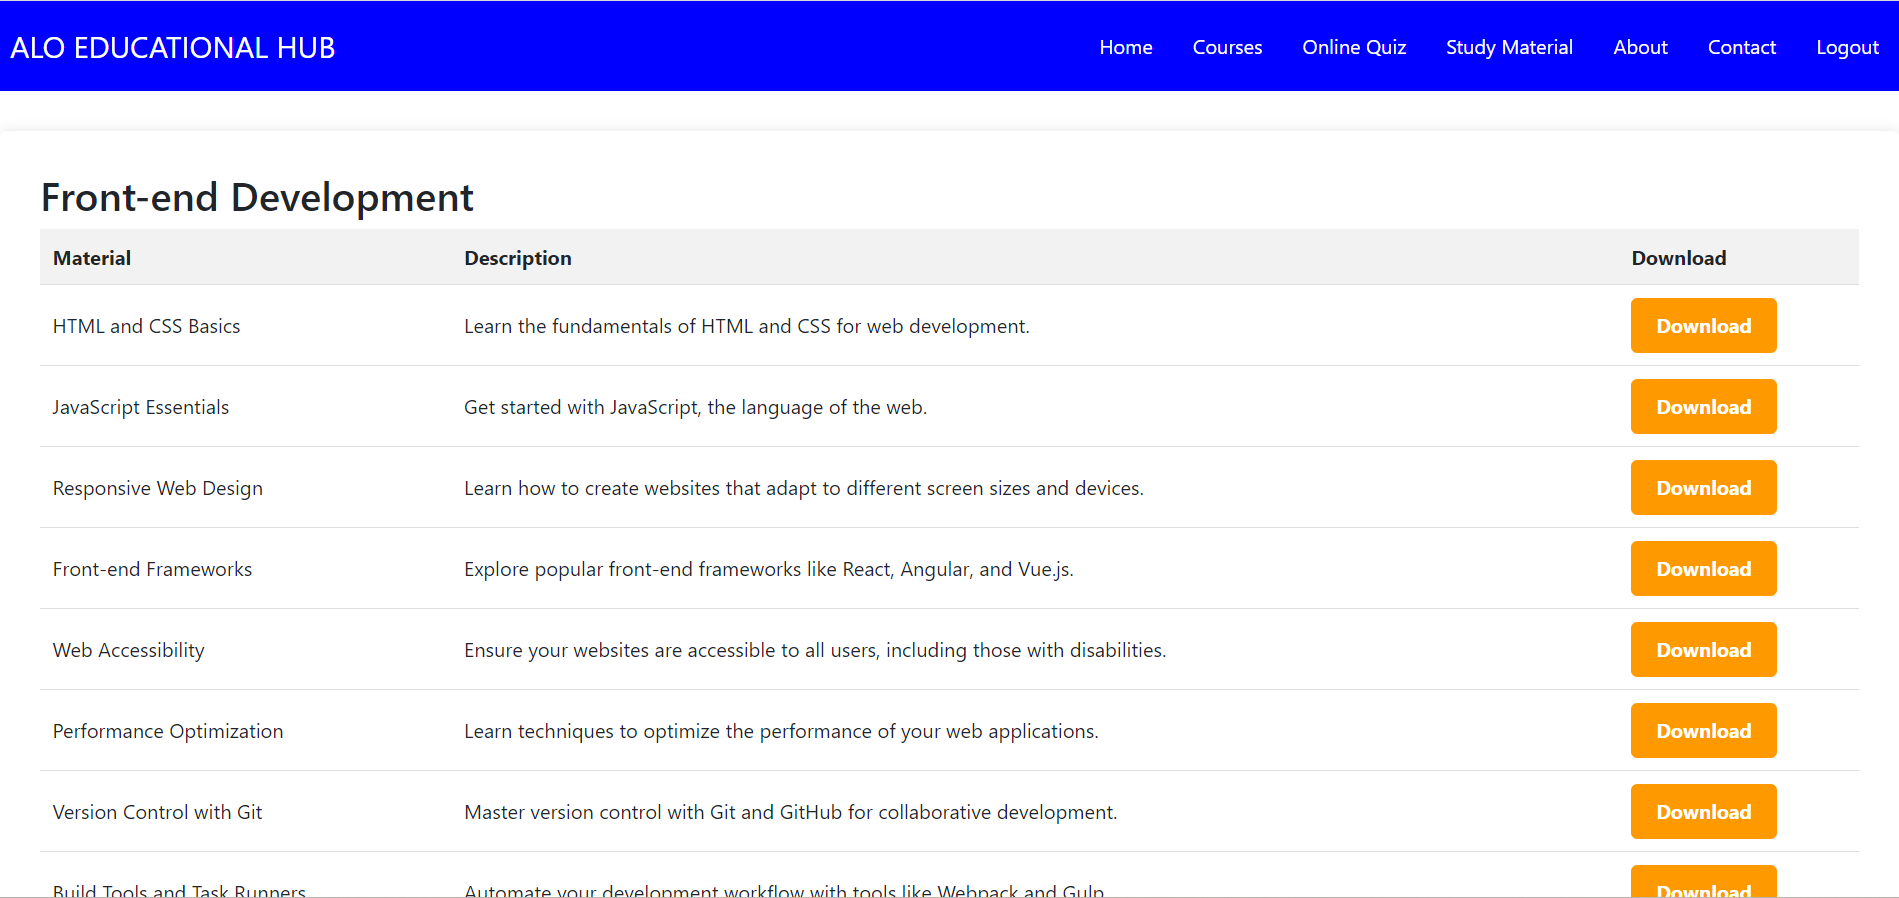 ALO EDUCATIONAL HUB Home Courses Online Quiz Study Material About Contact Logout
Front-end Development
Material Description Download
HTML and CSS Basics Learn the fundamentals of HTML and CSS for web development. Download
JavaScript Essentials Get started with JavaScript, the language of the web. Download
Responsive Web Design Learn how to create websites that adapt to different screen sizes and devices. Download
Front-end Frameworks Explore popular front-end frameworks like React, Angular, and Vue.js. Download
Web Accessibility Ensure your websites are accessible to all users, including those with disabilities. Download
Performance Optimization Learn techniques to optimize the performance of your web applications. Download
Version Control with Git Master version control with Git and GitHub for collaborative development. Download
Build Tools and Task Runners Automate your development workflow with tools like Webpack and Gulp. Download